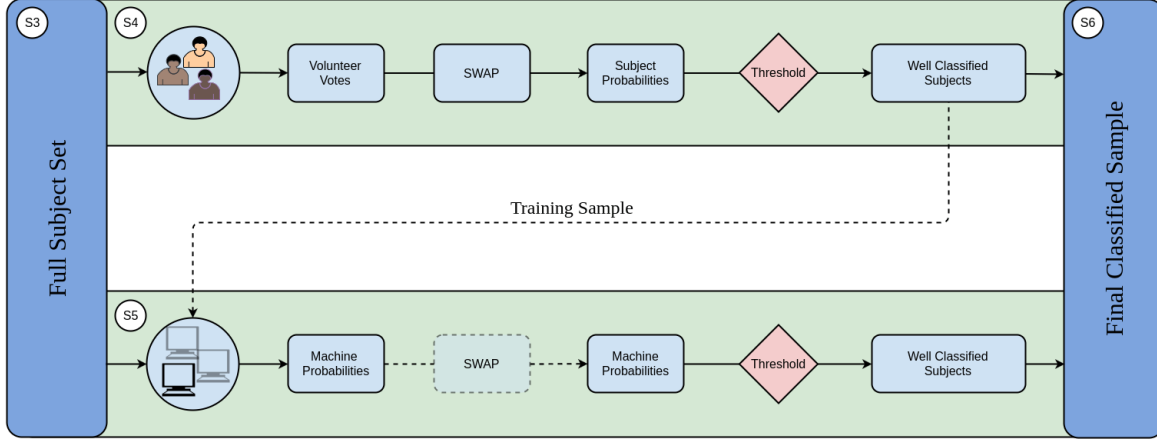 S3
Full Subject Set
S4
Volunteer
Votes
SWAP
Subject
Probabilities
Threshold
Well Classified
Subjects
Training Sample
S5
Machine
Probabilities
SWAP
Machine
Probabilities
Threshold
Well Classified
Subjects
S6
Final Classified Sample